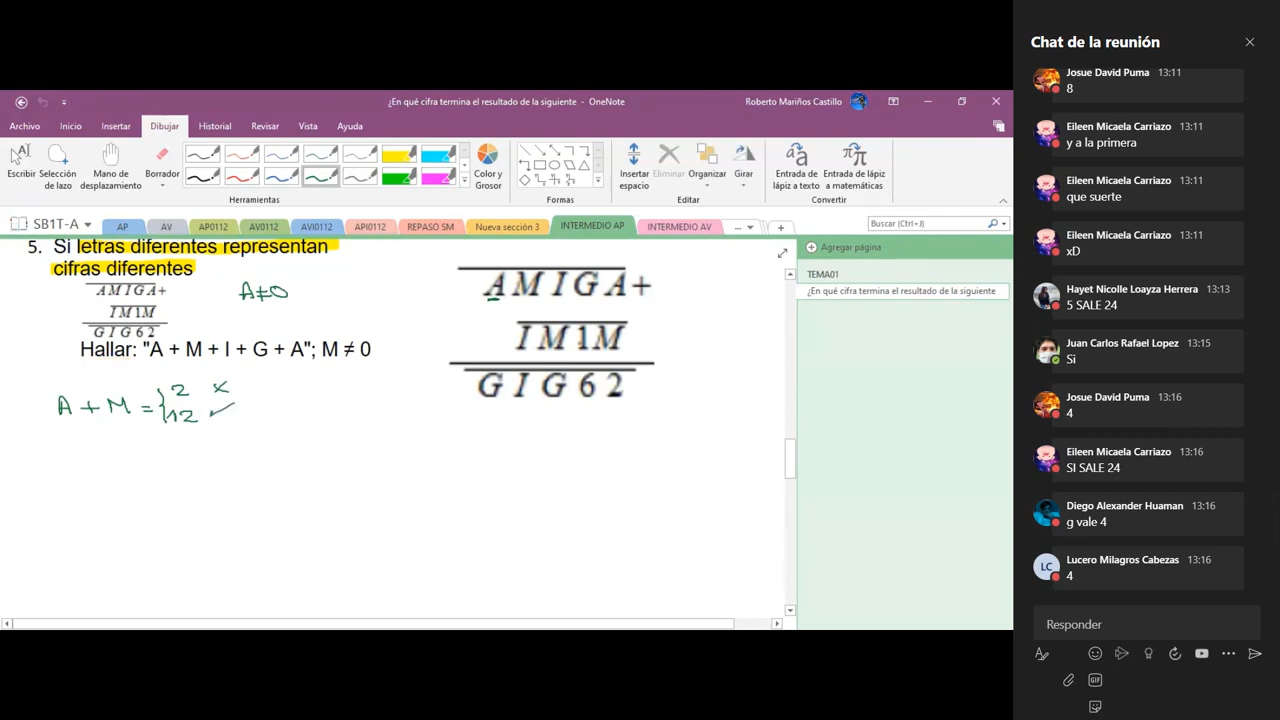 Chat de la reunión
Josue David Puma 13:11
8
¿En qué cifra termina el resultado de la siguiente - OneNote
Roberto Mariños Castillo
Archivo Inicio Insertar Dibujar Historial Revisar Vista Ayuda
Escribir
Selección de lazo
Mano de desplazamiento
Borrador
Color y Grosor
Insertar espacio
Eliminar
Organizar
Girar
Entrada de lápiz a texto
Entrada de lápiz a matemáticas
Herramientas
Formas
Editar
Convertir
SB1T-A
AP AV AP0112 AV0112 AVI0112 API0112 REPASO SM Nueva sección 3 INTERMEDIO AP INTERMEDIO AV
Buscar (Ctrl+J)
Agregar página
TEMA01
¿En qué cifra termina el resultado de la siguiente
5. Si letras diferentes representan
cifras diferentes
AMIGA+
IM1M
GIG62
A≠0
Hallar: "A + M + I + G + A"; M ≠ 0
A + M = { 2 x
12 ✓
AMIGA+
IM1M
GIG62
Eileen Micaela Carriazo 13:11
y a la primera
Eileen Micaela Carriazo 13:11
que suerte
Eileen Micaela Carriazo 13:11
xD
Hayet Nicolle Loayza Herrera 13:13
5 SALE 24
Juan Carlos Rafael Lopez 13:15
Si
Josue David Puma 13:16
4
Eileen Micaela Carriazo 13:16
SI SALE 24
Diego Alexander Huaman 13:16
g vale 4
LC
Lucero Milagros Cabezas 13:16
4
Responder
GIF